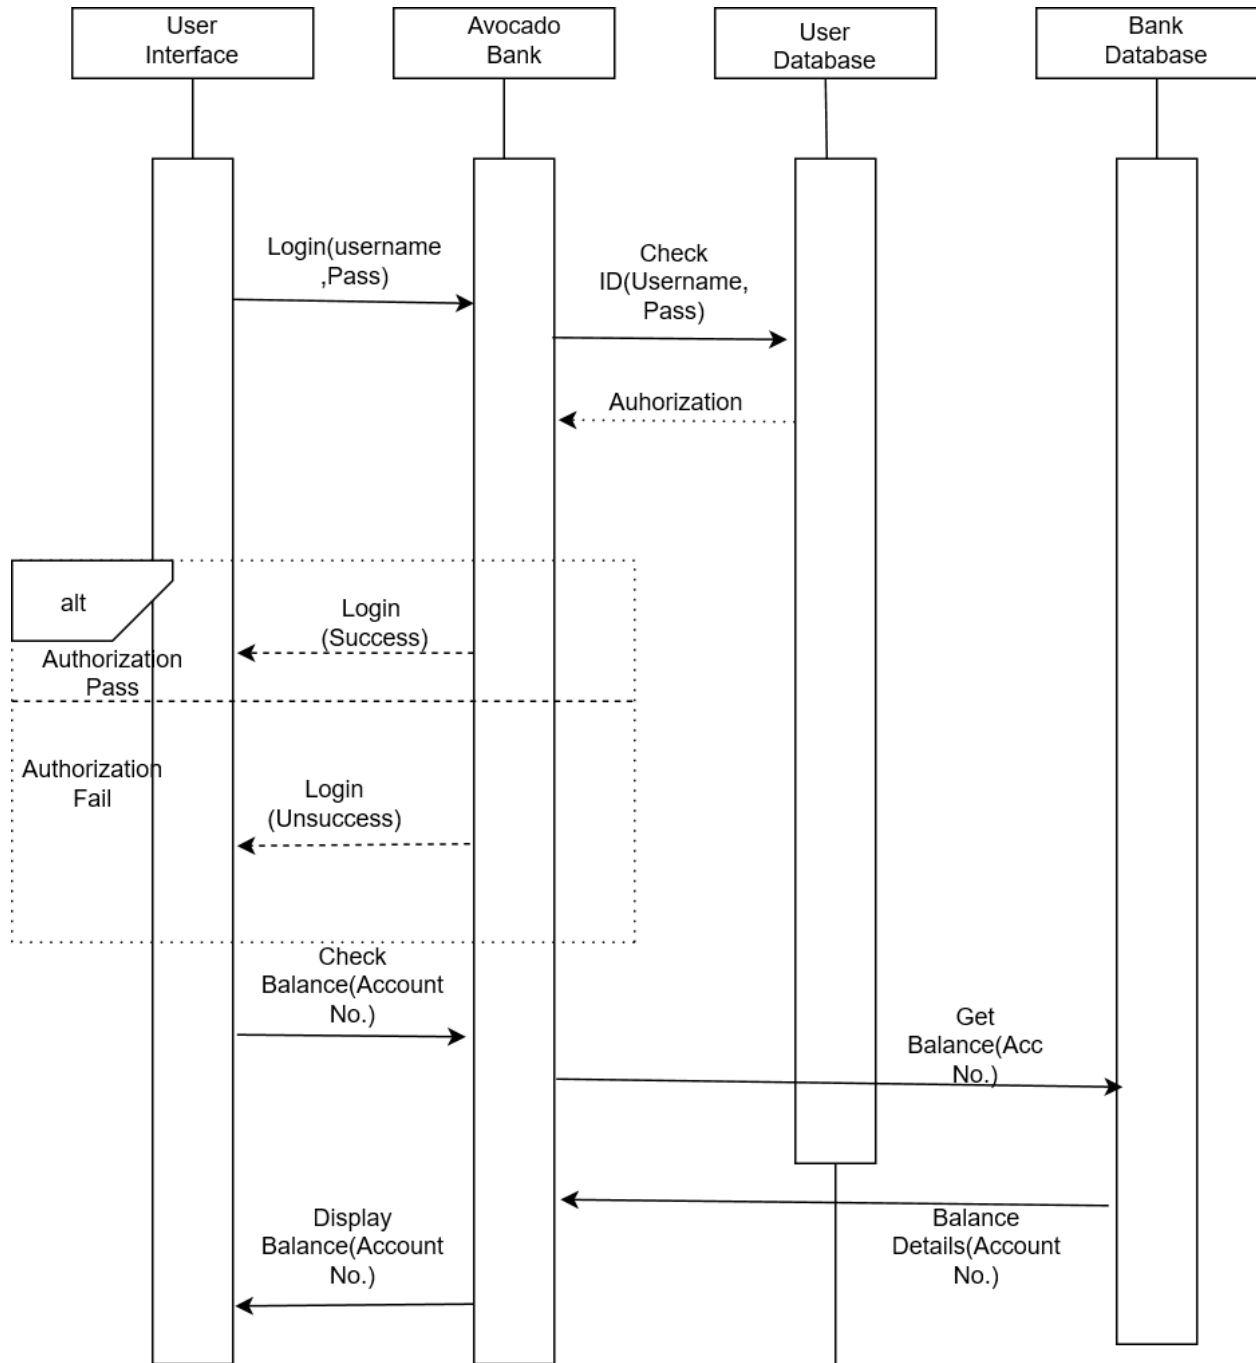 User
Interface
Avocado
Bank
User
Database
Bank
Database
Login(username
,Pass)
Check
ID(Username,
Pass)
Auhorization
alt
Login
(Success)
Authorization
Pass
Authorization
Fail
Login
(Unsuccess)
Check
Balance(Account
No.)
Get
Balance(Acc
No.)
Balance
Details(Account
No.)
Display
Balance(Account
No.)